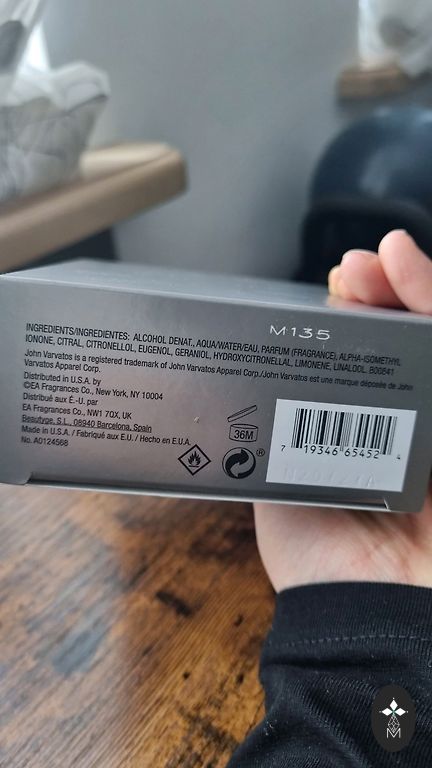 M135
INGREDIENTS/INGREDIENTES: ALCOHOL DENAT., AQUA/WATER/EAU, PARFUM (FRAGRANCE), ALPHA-ISOMETHYL
IONONE, CITRAL, CITRONELLOL, EUGENOL, GERANIOL, HYDROXYCITRONELLAL, LIMONENE, LINALOOL. B00841
John Varvatos is a registered trademark of John Varvatos Apparel Corp./John Varvatos est une marque déposée de John
Varvatos Apparel Corp.
Distributed in U.S.A. by
©EA Fragrances Co., New York, NY 10004
Distribué aux É.-U. par
EA Fragrances Co., NW1 7QX, UK
Beautyge, S.L., 08940 Barcelona, Spain
Made in U.S.A. / Fabriqué aux E.U. / Hecho en E.U.A.
No. A0124568
36M
®
7 19346 65452 4
M